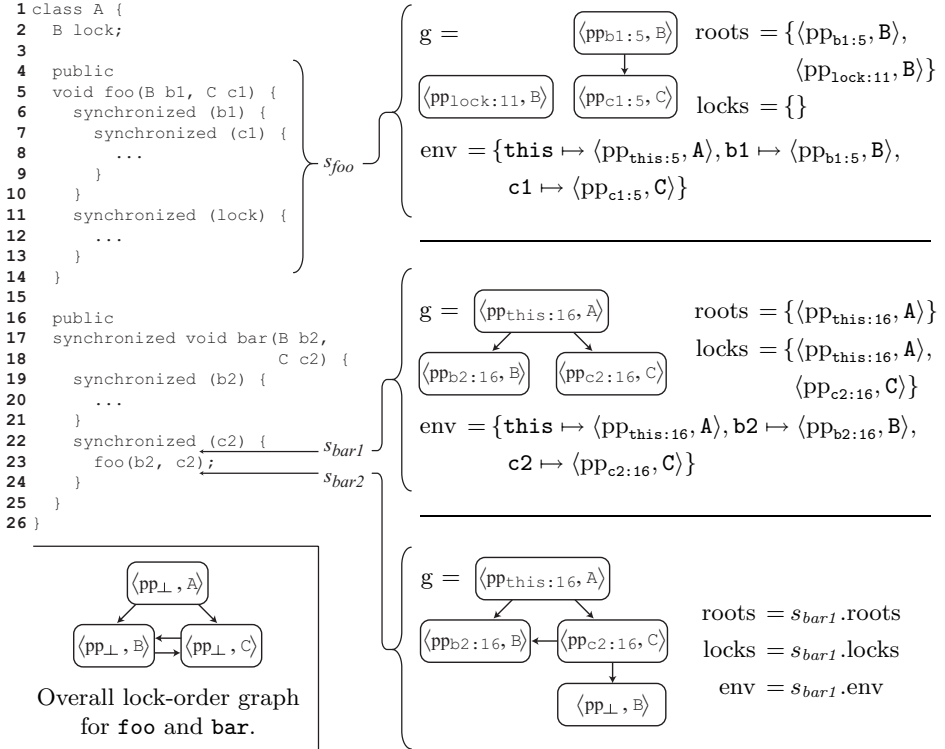 1 class A {
2   B lock;
3
4   public
5   void foo(B b1, C c1) {
6     synchronized (b1) {
7       synchronized (c1) {
8         ...
9       }
10     }
11     synchronized (lock) {
12       ...
13     }
14   }
15
16   public
17   synchronized void bar(B b2,
18                         C c2) {
19     synchronized (b2) {
20       ...
21     }
22     synchronized (c2) {
23       foo(b2, c2);
24     }
25   }
26 }
s_foo
s_bar1
s_bar2
g =
⟨pp_b1:5, B⟩
⟨pp_lock:11, B⟩ ⟨pp_c1:5, C⟩
roots = {⟨pp_b1:5, B⟩,
⟨pp_lock:11, B⟩}
locks = {}
env = {this ↦ ⟨pp_this:5, A⟩, b1 ↦ ⟨pp_b1:5, B⟩,
c1 ↦ ⟨pp_c1:5, C⟩}
g = ⟨pp_this:16, A⟩
⟨pp_b2:16, B⟩ ⟨pp_c2:16, C⟩
roots = {⟨pp_this:16, A⟩}
locks = {⟨pp_this:16, A⟩,
⟨pp_c2:16, C⟩}
env = {this ↦ ⟨pp_this:16, A⟩, b2 ↦ ⟨pp_b2:16, B⟩,
c2 ↦ ⟨pp_c2:16, C⟩}
g = ⟨pp_this:16, A⟩
⟨pp_b2:16, B⟩ ⟨pp_c2:16, C⟩
⟨pp_⊥, B⟩
roots = s_bar1.roots
locks = s_bar1.locks
env = s_bar1.env
⟨pp_⊥, A⟩
⟨pp_⊥, B⟩ ⟨pp_⊥, C⟩
Overall lock-order graph
for foo and bar.